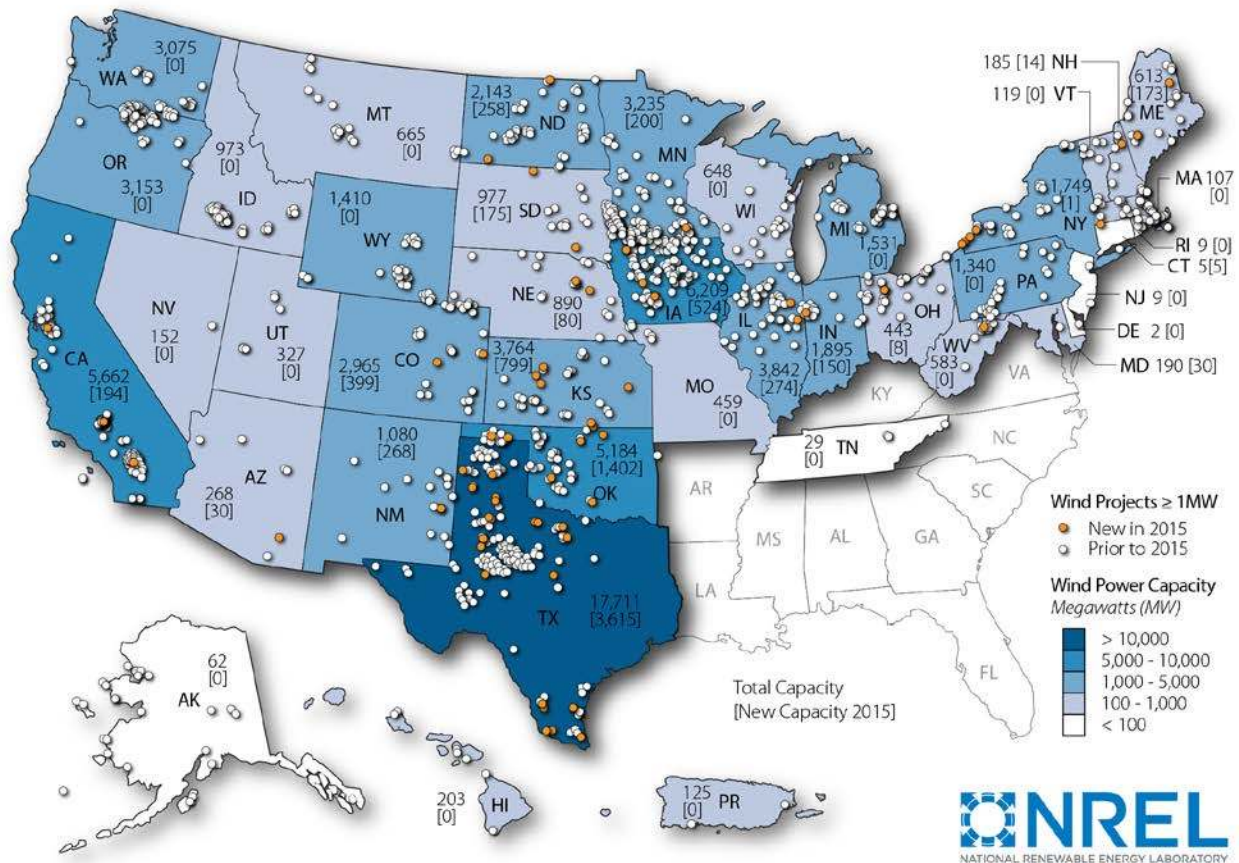 3,075
[0]
WA
MT
665
[0]
2,143
[258]
ND
3,235
[200]
MN
185 [14] NH
119 [0] VT
613
[173]
ME
OR
3,153
[0]
973
[0]
ID
1,410
[0]
WY
977
[175]
SD
648
[0]
WI
MI
1,531
[0]
1,749
[1]
NY
MA 107
[0]
RI 9 [0]
CT 5[5]
NJ 9 [0]
DE 2 [0]
MD 190 [30]
NV
152
[0]
UT
327
[0]
CA
5,662
[194]
2,965
[399]
CO
NE
890
[80]
6,209
[524]
IA
IL
3,842
[274]
IN
1,895
[150]
OH
443
[8]
1,340
[0]
PA
WV
583
[0]
3,764
[799]
KS
MO
459
[0]
KY
VA
AZ
268
[30]
1,080
[268]
NM
5,184
[1,402]
OK
29
[0]
TN
NC
SC
AR
MS
AL
GA
LA
FL
TX
17,711
[3,615]
Wind Projects ≥ 1MW
New in 2015
Prior to 2015
Wind Power Capacity
Megawatts (MW)
> 10,000
5,000 - 10,000
1,000 - 5,000
100 - 1,000
< 100
Total Capacity
[New Capacity 2015]
62
[0]
AK
203
[0]
HI
125
[0]
PR
NREL
NATIONAL RENEWABLE ENERGY LABORATORY